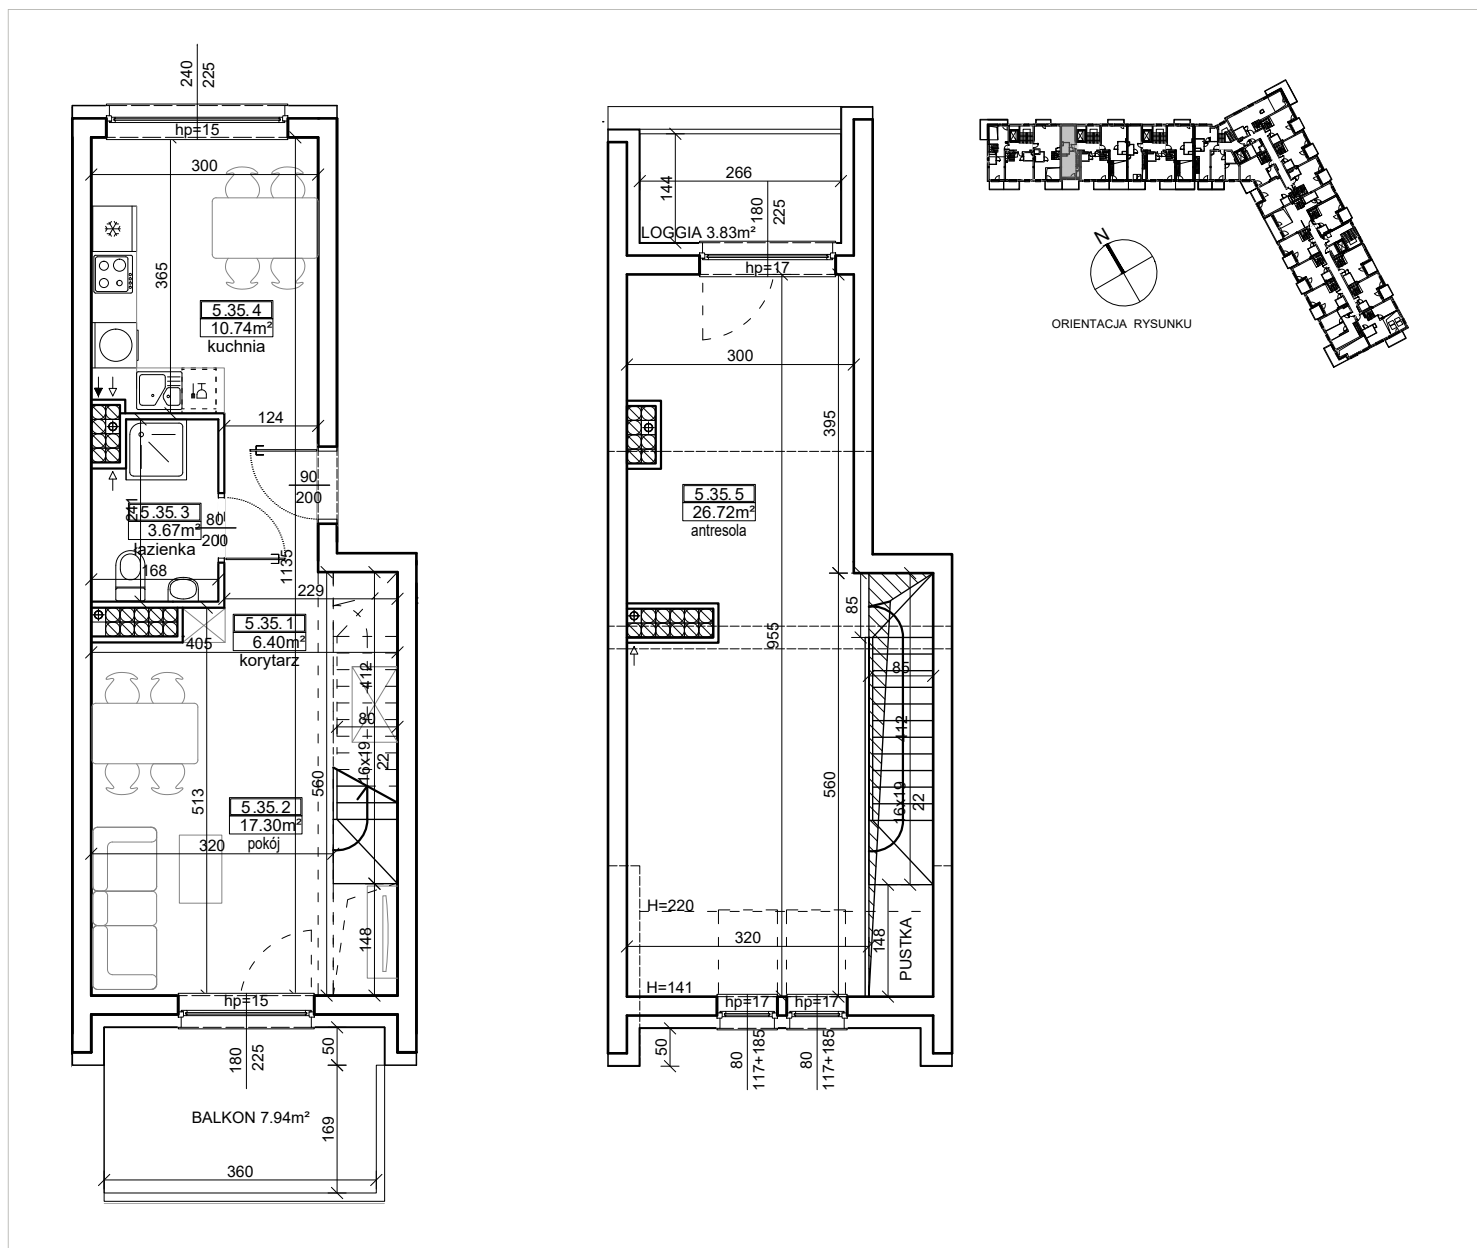 240
225
hp=15
300
365
5.35.4
10.74m²
kuchnia
124
90
200
241
5.35.3
3.67m²
łazienka
80
200
168
1135
229
5.35.1
6.40m²
korytarz
405
412
80
16x19
22
513
560
5.35.2
17.30m²
pokój
320
148
hp=15
180
225
50
BALKON 7.94m²
169
360
144
266
180
225
LOGGIA 3.83m²
hp=17
300
395
5.35.5
26.72m²
antresola
85
955
85
412
16x19
22
560
H=220
320
148
PUSTKA
H=141
hp=17
hp=17
50
80
117+185
80
117+185
N
ORIENTACJA RYSUNKU